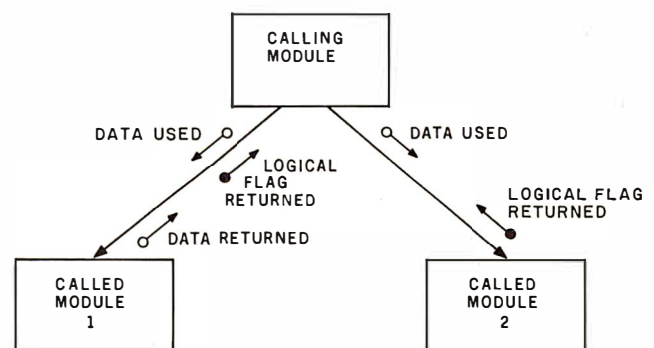 CALLING
MODULE
DATA USED
DATA USED
LOGICAL
FLAG
RETURNED
LOGICAL FLAG
RETURNED
DATA RETURNED
CALLED
MODULE
1
CALLED
MODULE
2